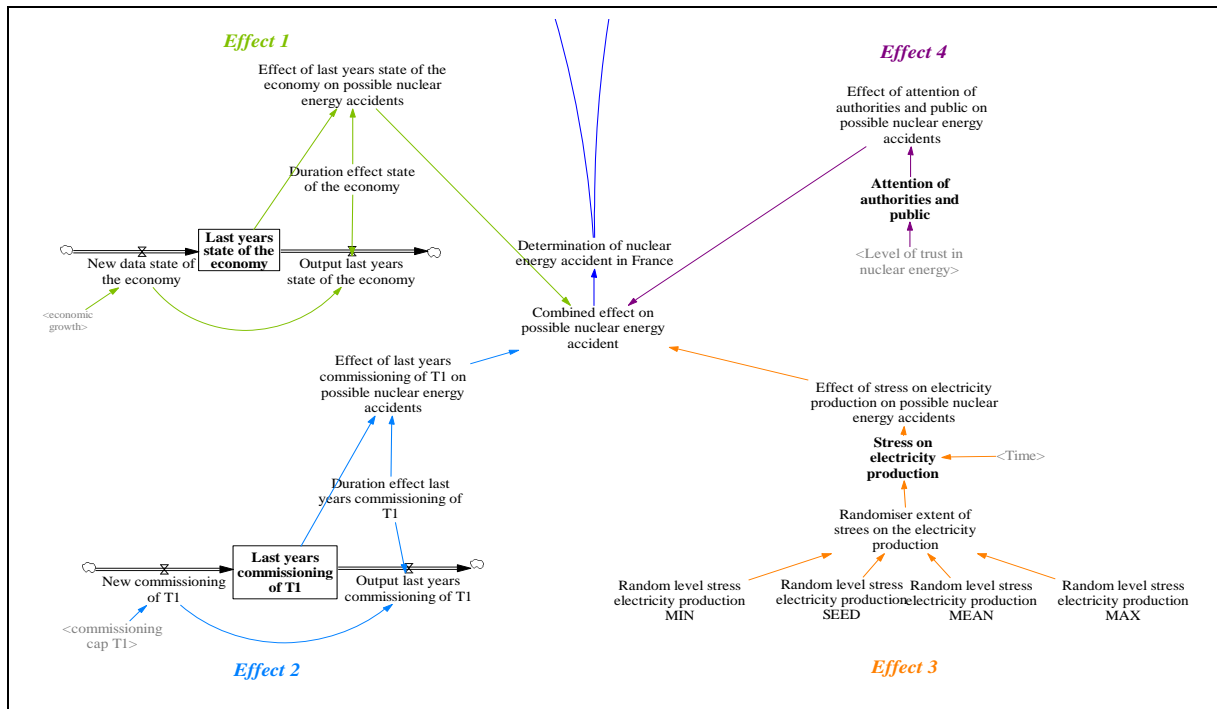 Effect 1
Effect of last years state of the
economy on possible nuclear
energy accidents
Duration effect state
of the economy
Last years
state of the
economy
New data state of
the economy
Output last years
state of the economy
<economic
growth>
Effect 4
Effect of attention of
authorities and public on
possible nuclear energy
accidents
Attention of
authorities and
public
<Level of trust in
nuclear energy>
Determination of nuclear
energy accident in France
Combined effect on
possible nuclear energy
accident
Effect of last years
commissioning of T1 on
possible nuclear energy
accidents
Duration effect last
years commissioning of
T1
Last years
commissioning
of T1
New commissioning
of T1
Output last years
commissioning of T1
<commissioning
cap T1>
Effect 2
Effect of stress on electricity
production on possible nuclear
energy accidents
Stress on
electricity
production
<Time>
Randomiser extent of
strees on the electricity
production
Random level stress
electricity production
MIN
Random level stress
electricity production
SEED
Random level stress
electricity production
MEAN
Random level stress
electricity production
MAX
Effect 3